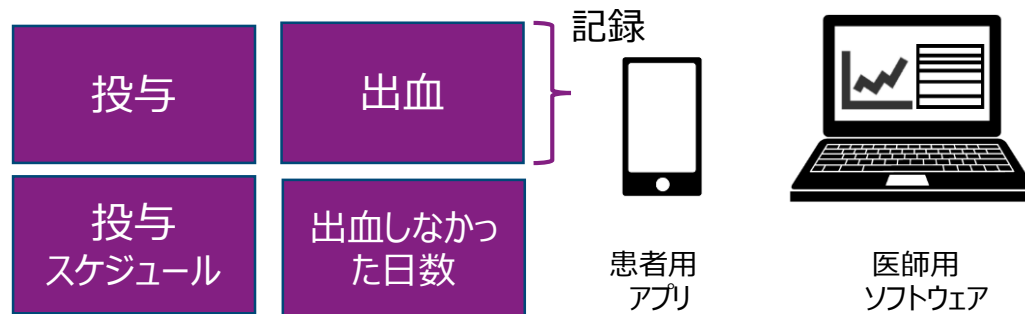 投与
出血
記録
投与
スケジュール
出血しなかっ
た日数
患者用
アプリ
医師用
ソフトウェア